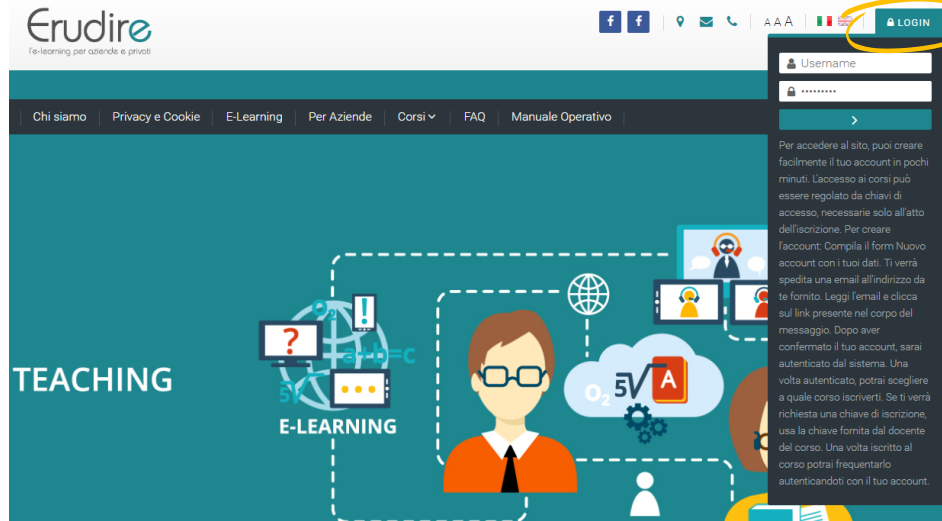 Erudire
l'e-learning per aziende e privati
f f A A A LOGIN
Username
Chi siamo Privacy e Cookie E-Learning Per Aziende Corsi FAQ Manuale Operativo
Per accedere al sito, puoi creare
facilmente il tuo account in pochi
minuti. L'accesso ai corsi può
essere regolato da chiavi di
accesso, necessarie solo all'atto
dell'iscrizione. Per creare
l'account: Compila il form Nuovo
account con i tuoi dati. Ti verrà
spedita una email all'indirizzo da
te fornito. Leggi l'email e clicca
sul link presente nel corpo del
messaggio. Dopo aver
confermato il tuo account, sarai
autenticato dal sistema. Una
volta autenticato, potrai scegliere
a quale corso iscriverti. Se ti verrà
richiesta una chiave di iscrizione,
usa la chiave fornita dal docente
del corso. Una volta iscritto al
corso potrai frequentarlo
autenticandoti con il tuo account.
TEACHING
O2 !
?
a+b=c
5√
E-LEARNING
O2 5√ A